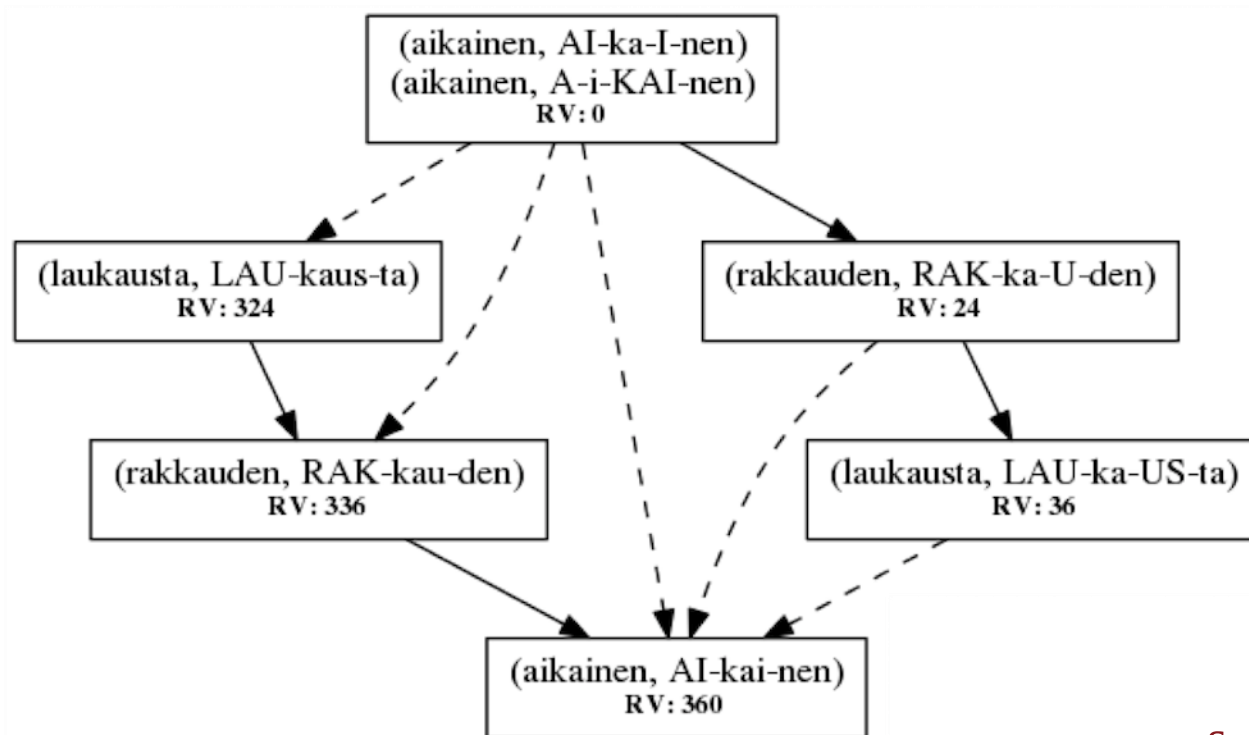 (aikainen, AI-ka-I-nen)
(aikainen, A-i-KAI-nen)
RV: 0
(laukausta, LAU-kaus-ta)
RV: 324
(rakkauden, RAK-ka-U-den)
RV: 24
(rakkauden, RAK-kau-den)
RV: 336
(laukausta, LAU-ka-US-ta)
RV: 36
(aikainen, AI-kai-nen)
RV: 360